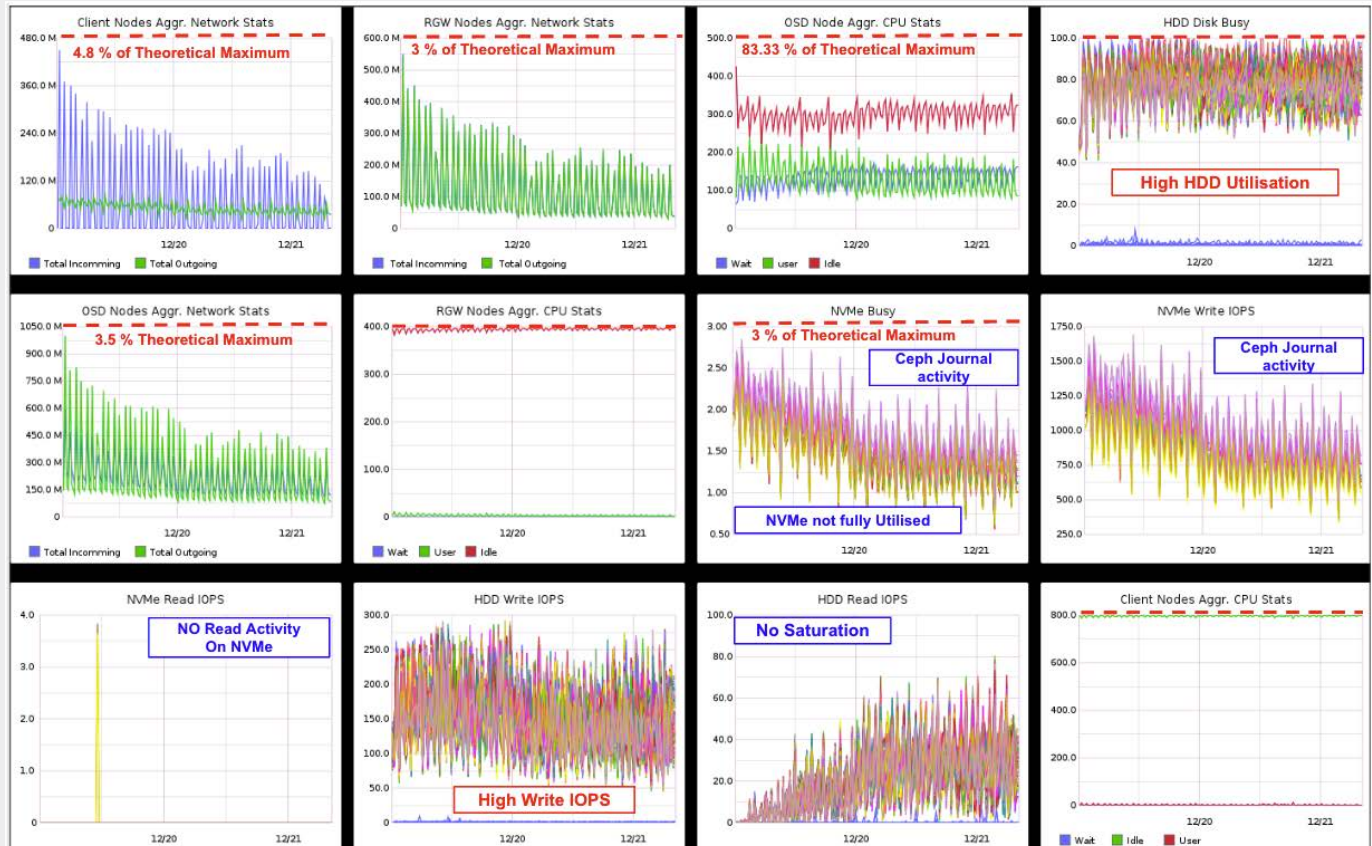 Client Nodes Aggr. Network Stats
480.0 M
4.8 % of Theoretical Maximum
360.0 M
240.0 M
120.0 M
0
12/20 12/21
Total Incomming Total Outgoing
RGW Nodes Aggr. Network Stats
600.0 M
3 % of Theoretical Maximum
500.0 M
400.0 M
300.0 M
200.0 M
100.0 M
0
12/20 12/21
Total Incomming Total Outgoing
OSD Node Aggr. CPU Stats
500.0
83.33 % of Theoretical Maximum
400.0
300.0
200.0
100.0
0
12/20 12/21
Wait user Idle
HDD Disk Busy
100.0
80.0
60.0
40.0
High HDD Utilisation
20.0
0
12/20 12/21
OSD Nodes Aggr. Network Stats
1050.0 M
3.5 % Theoretical Maximum
900.0 M
750.0 M
600.0 M
450.0 M
300.0 M
150.0 M
0
12/20 12/21
Total Incomming Total Outgoing
RGW Nodes Aggr. CPU Stats
400.0
300.0
200.0
100.0
0
12/20 12/21
Wait User Idle
NVMe Busy
3.00
3 % of Theoretical Maximum
2.50
Ceph Journal
activity
2.00
1.50
1.00
NVMe not fully Utilised
0.50
12/20 12/21
NVMe Write IOPS
1750.0
Ceph Journal
activity
1500.0
1250.0
1000.0
750.0
500.0
250.0
12/20 12/21
NVMe Read IOPS
4.0
NO Read Activity
On NVMe
3.0
2.0
1.0
0
12/20 12/21
HDD Write IOPS
300.0
250.0
200.0
150.0
100.0
50.0
High Write IOPS
0
12/20 12/21
HDD Read IOPS
100.0
No Saturation
80.0
60.0
40.0
20.0
0
12/20 12/21
Client Nodes Aggr. CPU Stats
800.0
600.0
400.0
200.0
0
12/20 12/21
Wait Idle User